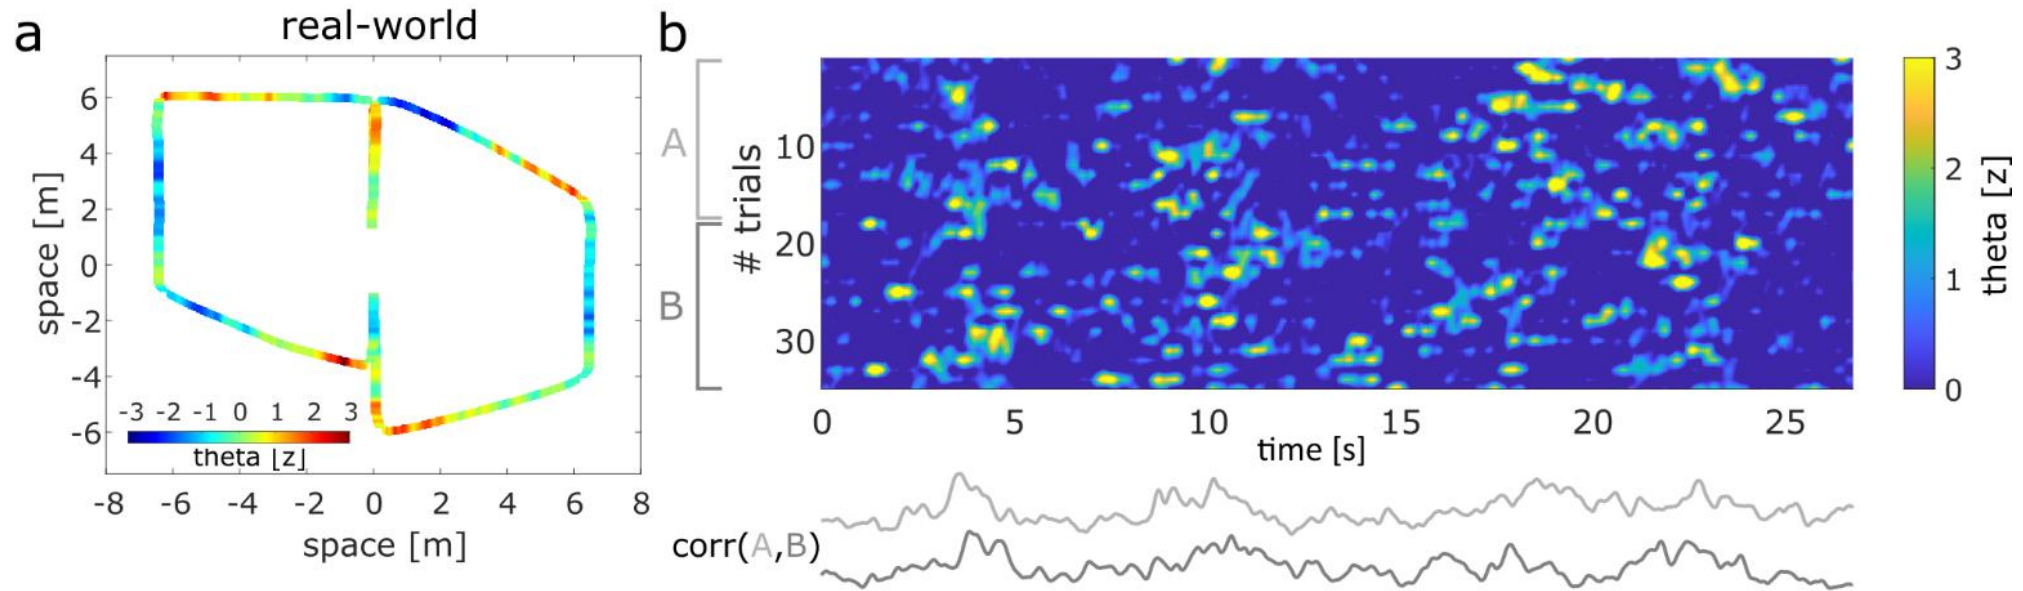 a
real-world
6
4
2
0
-2
-4
-6
space [m]
-3 -2 -1 0 1 2 3
theta [z]
-8 -6 -4 -2 0 2 4 6 8
space [m]
b
A
B
# trials
10
20
30
0 5 10 15 20 25
time [s]
3
2
1
0
theta [z]
corr(A,B)